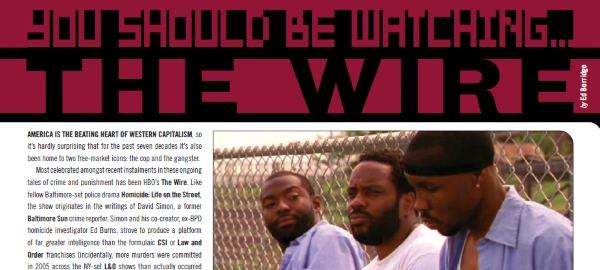 YOU SHOULD BE WATCHING...
THE WIRE
by Ed Berridge
AMERICA IS THE BEATING HEART OF WESTERN CAPITALISM, so
it's hardly surprising that for the past seven decades it's also
been home to two free-market icons: the cop and the gangster.
Most celebrated amongst recent instalments in these ongoing
tales of crime and punishment has been HBO's The Wire. Like
fellow Baltimore-set police drama Homicide: Life on the Street,
the show originates in the writings of David Simon, a former
Baltimore Sun crime reporter. Simon and his co-creator, ex-BPD
homicide investigator Ed Burns, strove to produce a platform
of far greater intelligence than the formulaic CSI or Law and
Order franchises (incidentally, more murders were committed
in 2005 across the NY-set L&O shows than actually occurred